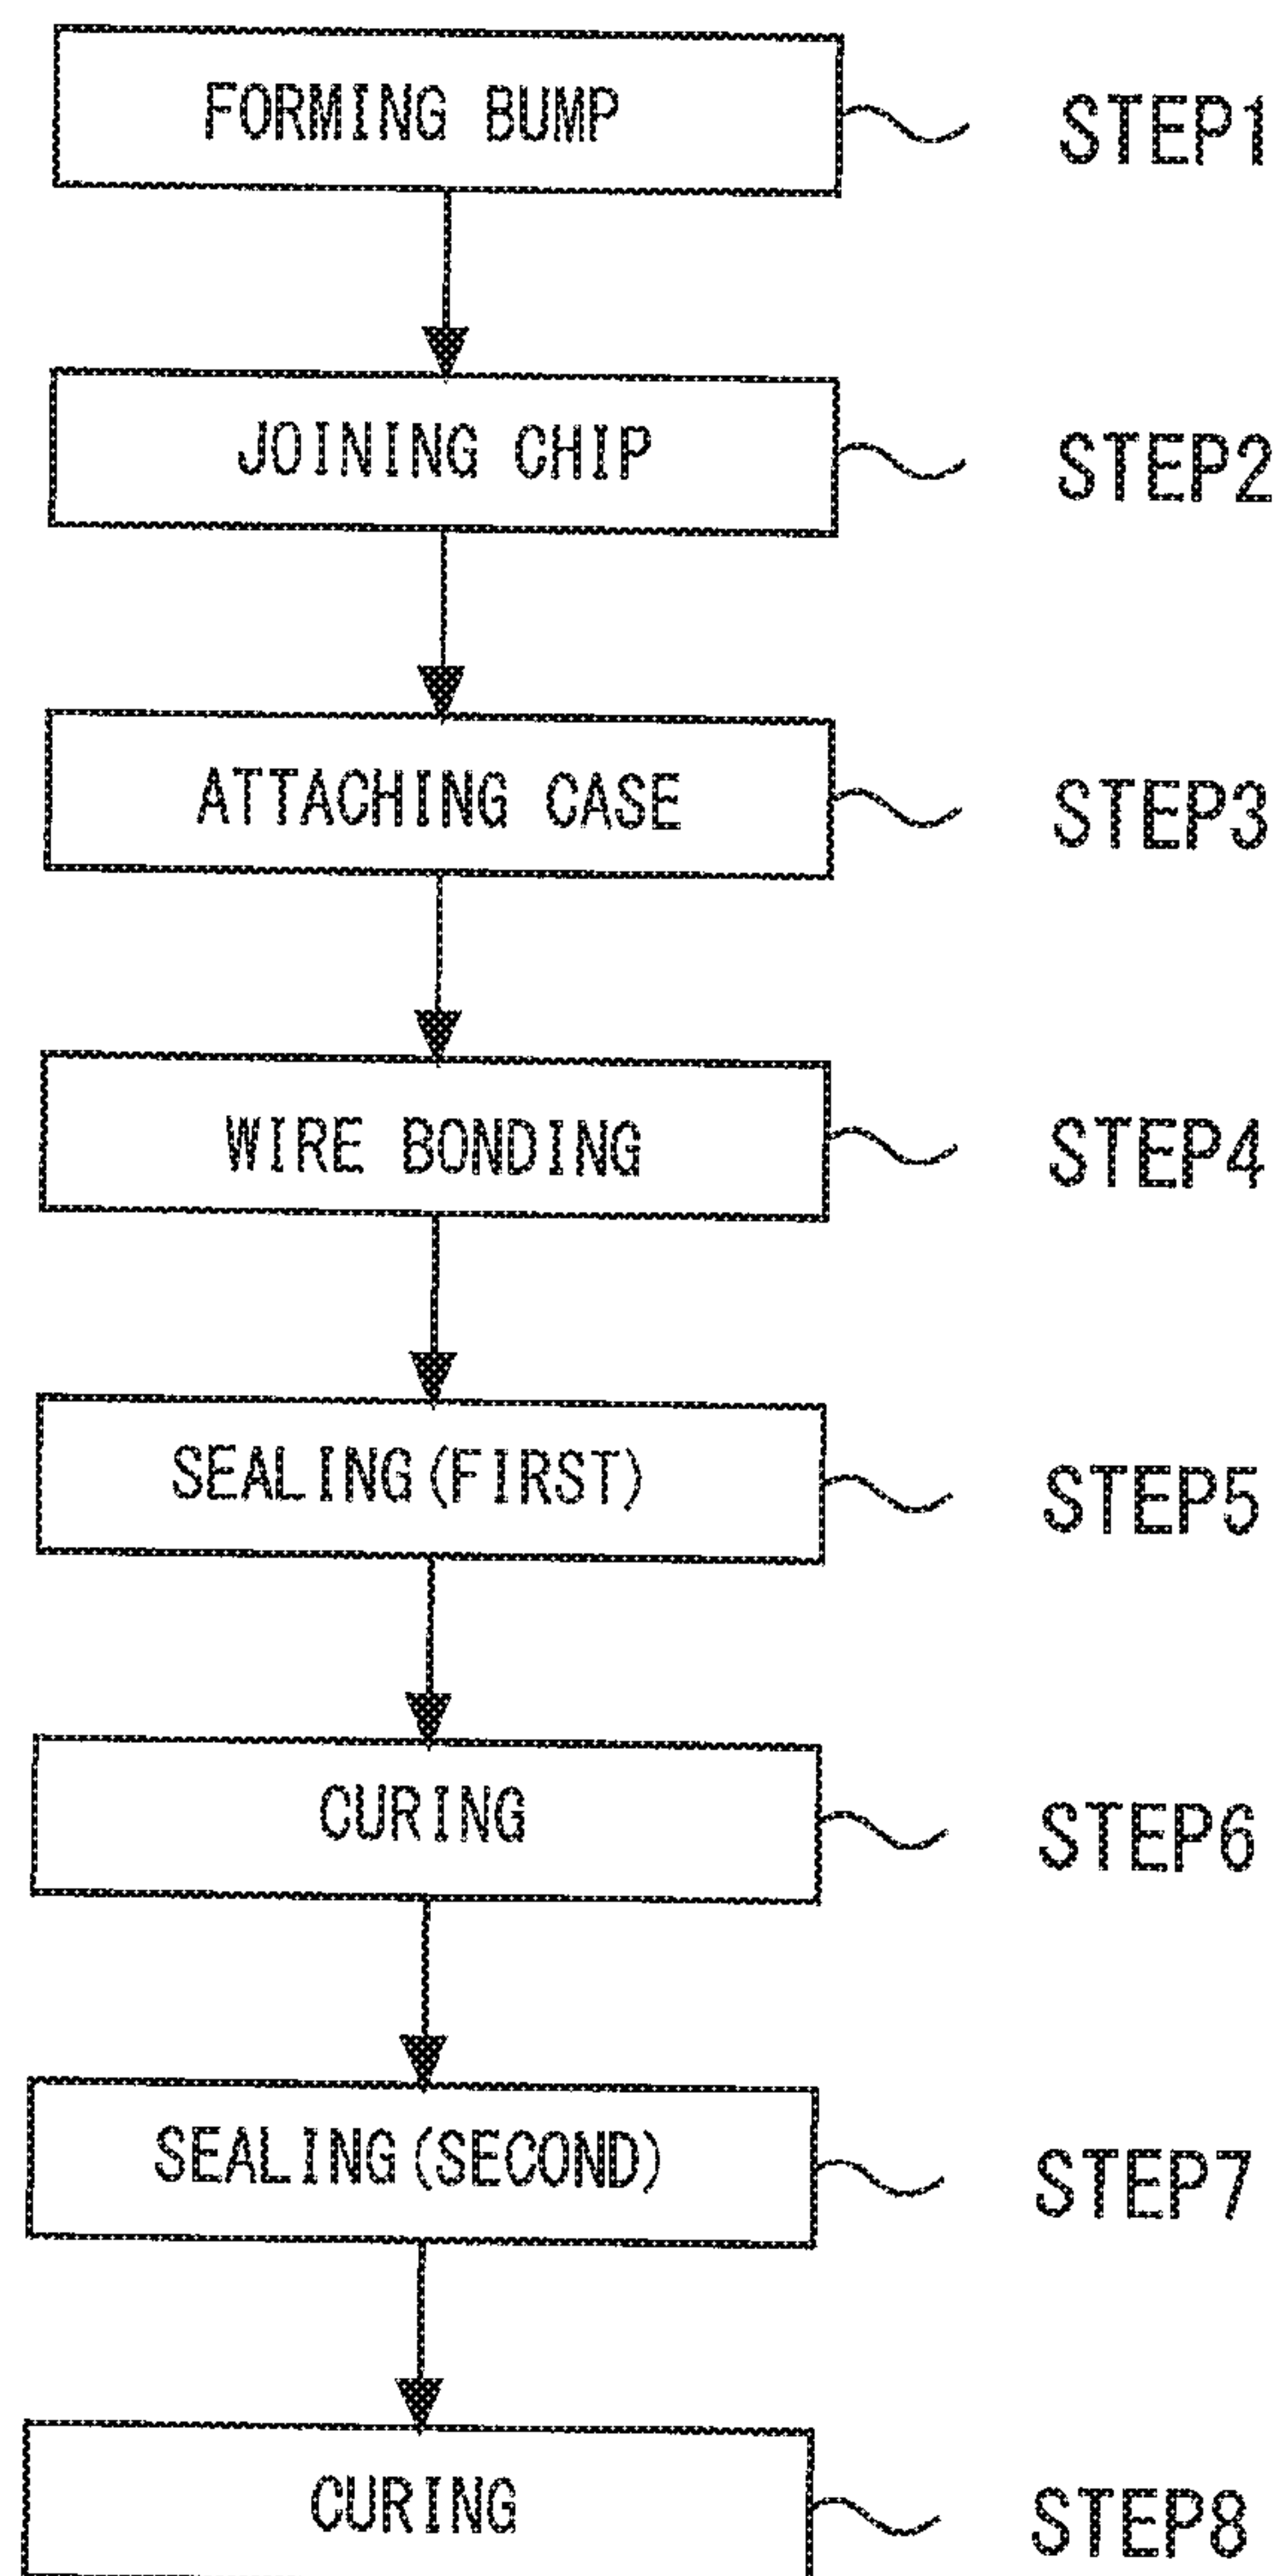 FORMING BUMP STEP1
JOINING CHIP STEP2
ATTACHING CASE STEP3
WIRE BONDING STEP4
SEALING(FIRST) STEP5
CURING STEP6
SEALING(SECOND) STEP7
CURING STEP8